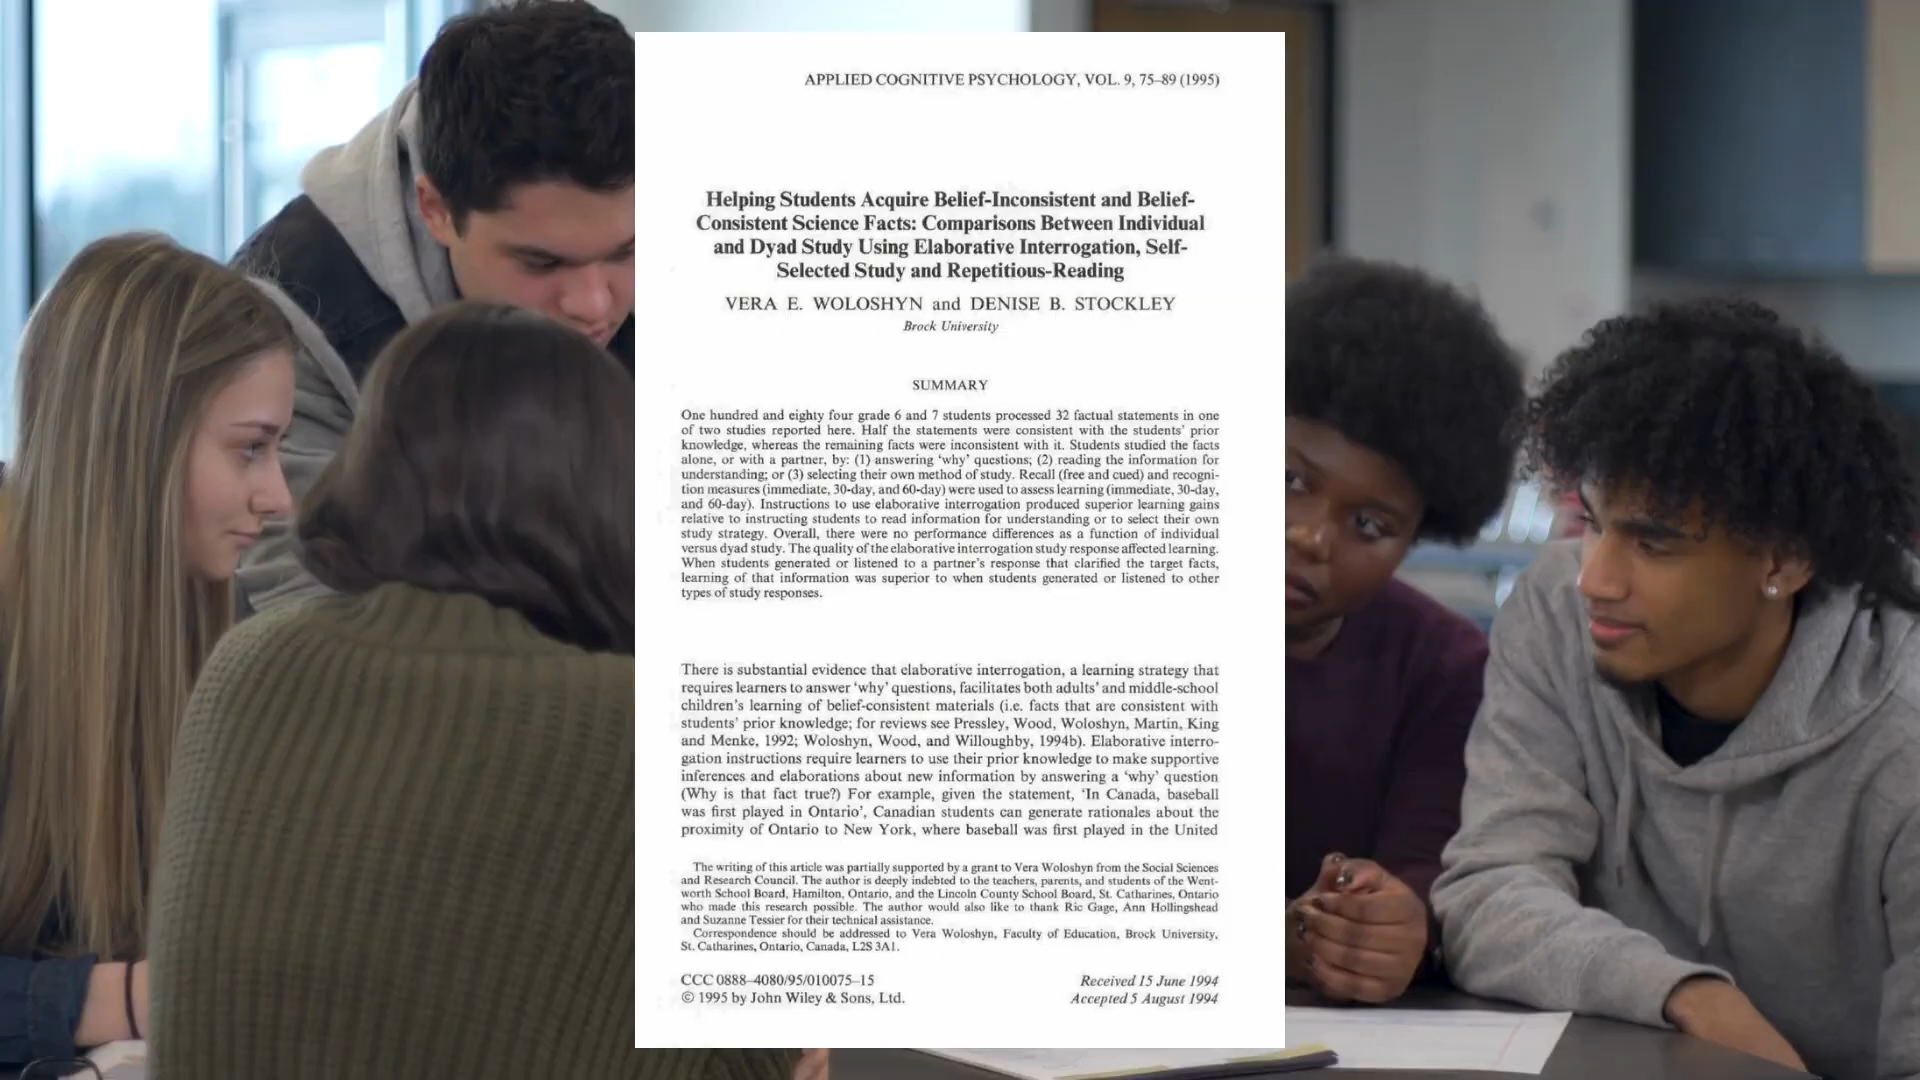 APPLIED COGNITIVE PSYCHOLOGY, VOL. 9, 75–89 (1995)
Helping Students Acquire Belief-Inconsistent and Belief-
Consistent Science Facts: Comparisons Between Individual
and Dyad Study Using Elaborative Interrogation, Self-
Selected Study and Repetitious-Reading
VERA E. WOLOSHYN and DENISE B. STOCKLEY
Brock University
SUMMARY
One hundred and eighty four grade 6 and 7 students processed 32 factual statements in one
of two studies reported here. Half the statements were consistent with the students' prior
knowledge, whereas the remaining facts were inconsistent with it. Students studied the facts
alone, or with a partner, by: (1) answering 'why' questions; (2) reading the information for
understanding; or (3) selecting their own method of study. Recall (free and cued) and recogni-
tion measures (immediate, 30-day, and 60-day) were used to assess learning (immediate, 30-day,
and 60-day). Instructions to use elaborative interrogation produced superior learning gains
relative to instructing students to read information for understanding or to select their own
study strategy. Overall, there were no performance differences as a function of individual
versus dyad study. The quality of the elaborative interrogation study response affected learning.
When students generated or listened to a partner's response that clarified the target facts,
learning of that information was superior to when students generated or listened to other
types of study responses.
There is substantial evidence that elaborative interrogation, a learning strategy that
requires learners to answer 'why' questions, facilitates both adults' and middle-school
children's learning of belief-consistent materials (i.e. facts that are consistent with
students' prior knowledge; for reviews see Pressley, Wood, Woloshyn, Martin, King
and Menke, 1992; Woloshyn, Wood, and Willoughby, 1994b). Elaborative interro-
gation instructions require learners to use their prior knowledge to make supportive
inferences and elaborations about new information by answering a 'why' question
(Why is that fact true?) For example, given the statement, 'In Canada, baseball
was first played in Ontario', Canadian students can generate rationales about the
proximity of Ontario to New York, where baseball was first played in the United
The writing of this article was partially supported by a grant to Vera Woloshyn from the Social Sciences
and Research Council. The author is deeply indebted to the teachers, parents, and students of the Went-
worth School Board, Hamilton, Ontario, and the Lincoln County School Board, St. Catharines, Ontario
who made this research possible. The author would also like to thank Ric Gage, Ann Hollingshead
and Suzanne Tessier for their technical assistance.
Correspondence should be addressed to Vera Woloshyn, Faculty of Education, Brock University,
St. Catharines, Ontario, Canada, L2S 3A1.
CCC 0888–4080/95/010075–15
© 1995 by John Wiley & Sons, Ltd.
Received 15 June 1994
Accepted 5 August 1994